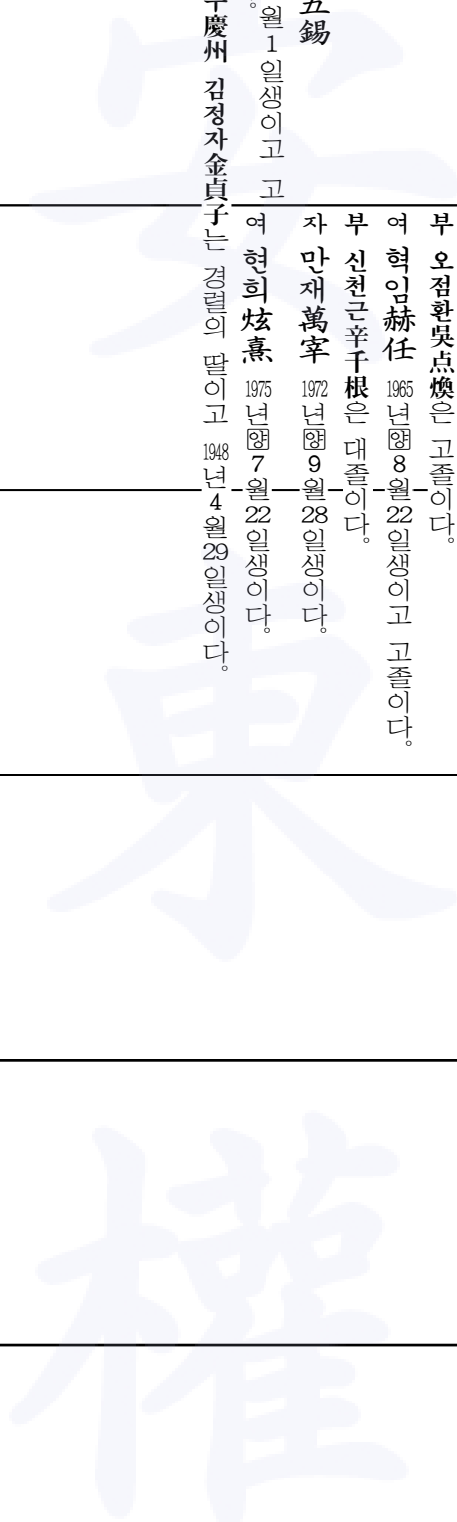 부 오점환吳点煥은 고졸이다。
여 혁임赫任 1965년양8월22일생이고 고졸이다。
부 신천근辛千根은 대졸이다。
자 만재萬宰 1972년양9월28일생이다。
五錫
월1일생이고 고
여 현희炫熹 1975년양7월22일생이다。
慶州 김정자金貞子는 경렬의 딸이고 1948년4월29일생이다。
安
東
權